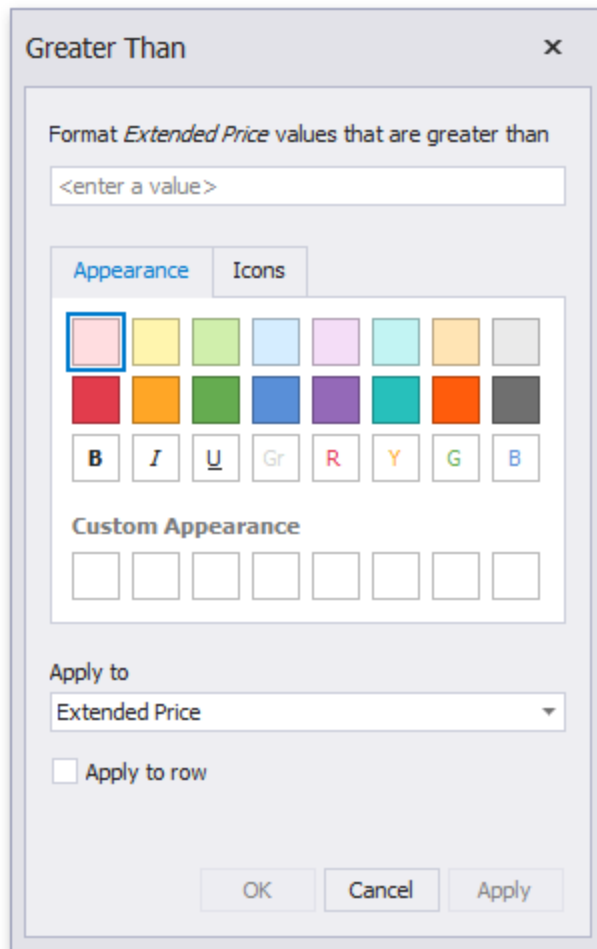 Greater Than
Format Extended Price values that are greater than
<enter a value>
Appearance Icons
B I U Gr R Y G B
Custom Appearance
Apply to
Extended Price
Apply to row
OK Cancel Apply